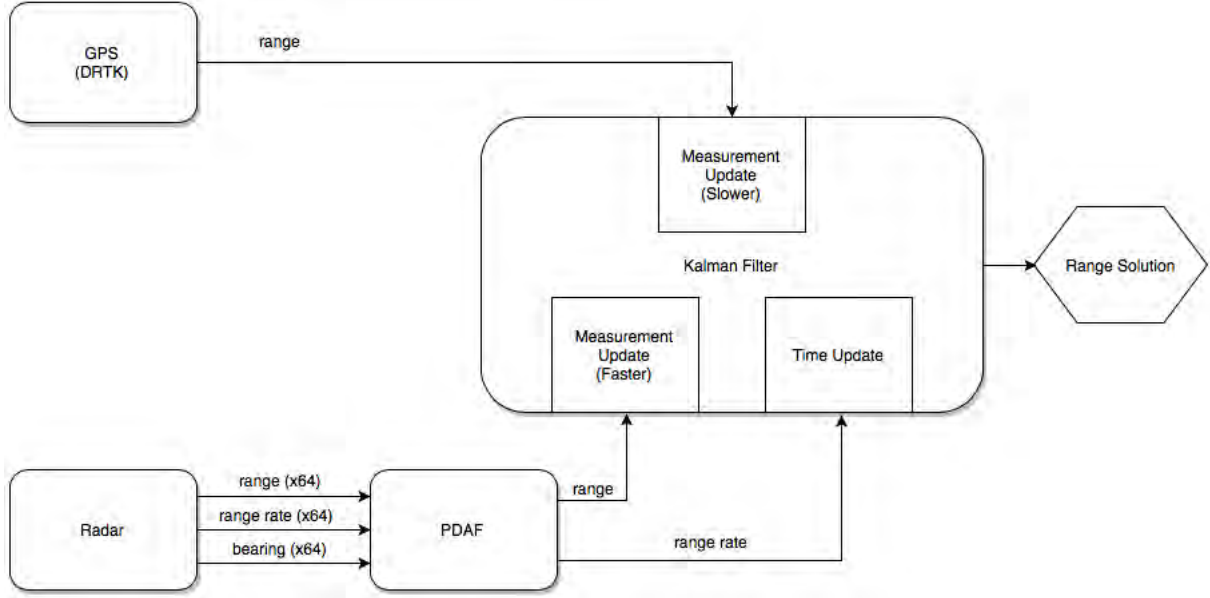 GPS
(DRTK)
range
Measurement
Update
(Slower)
Kalman Filter
Range Solution
Measurement
Update
(Faster)
Time Update
Radar
range (x64)
range rate (x64)
bearing (x64)
PDAF
range
range rate